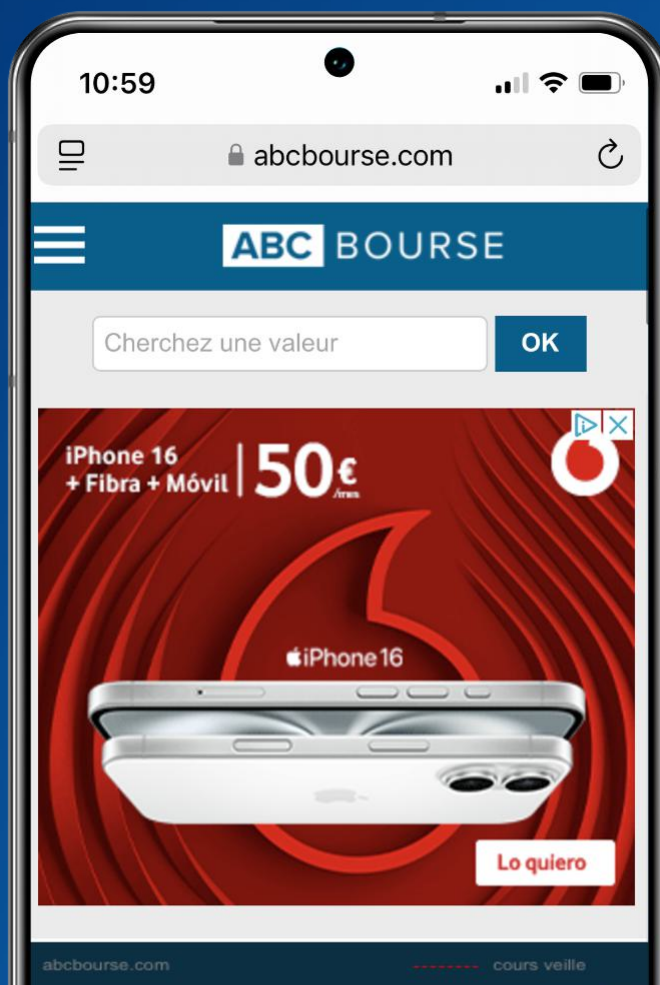 10:59
abcbourse.com
ABC BOURSE
Cherchez une valeur
OK
iPhone 16
+ Fibra + Móvil
50€
/mes
iPhone 16
Lo quiero
abcbourse.com
cours veille